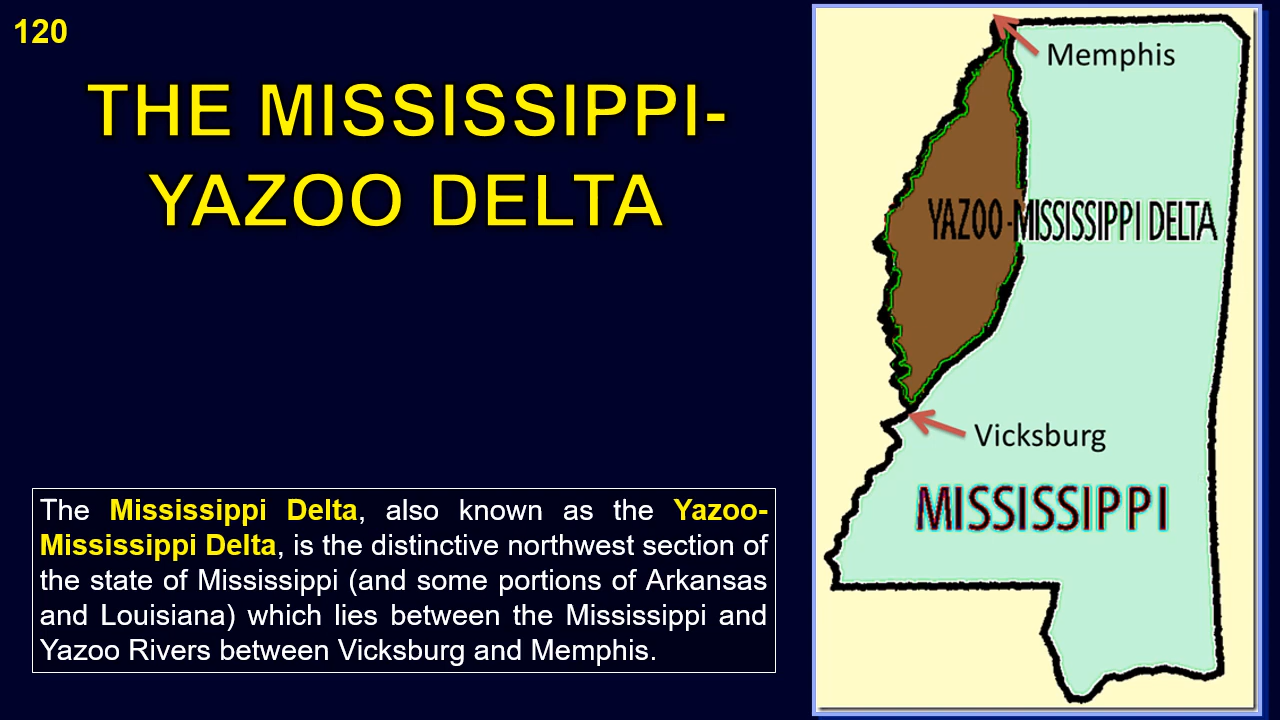 120
THE MISSISSIPPI-
YAZOO DELTA
The Mississippi Delta, also known as the Yazoo-
Mississippi Delta, is the distinctive northwest section of
the state of Mississippi (and some portions of Arkansas
and Louisiana) which lies between the Mississippi and
Yazoo Rivers between Vicksburg and Memphis.
Memphis
YAZOO-MISSISSIPPI DELTA
Vicksburg
MISSISSIPPI